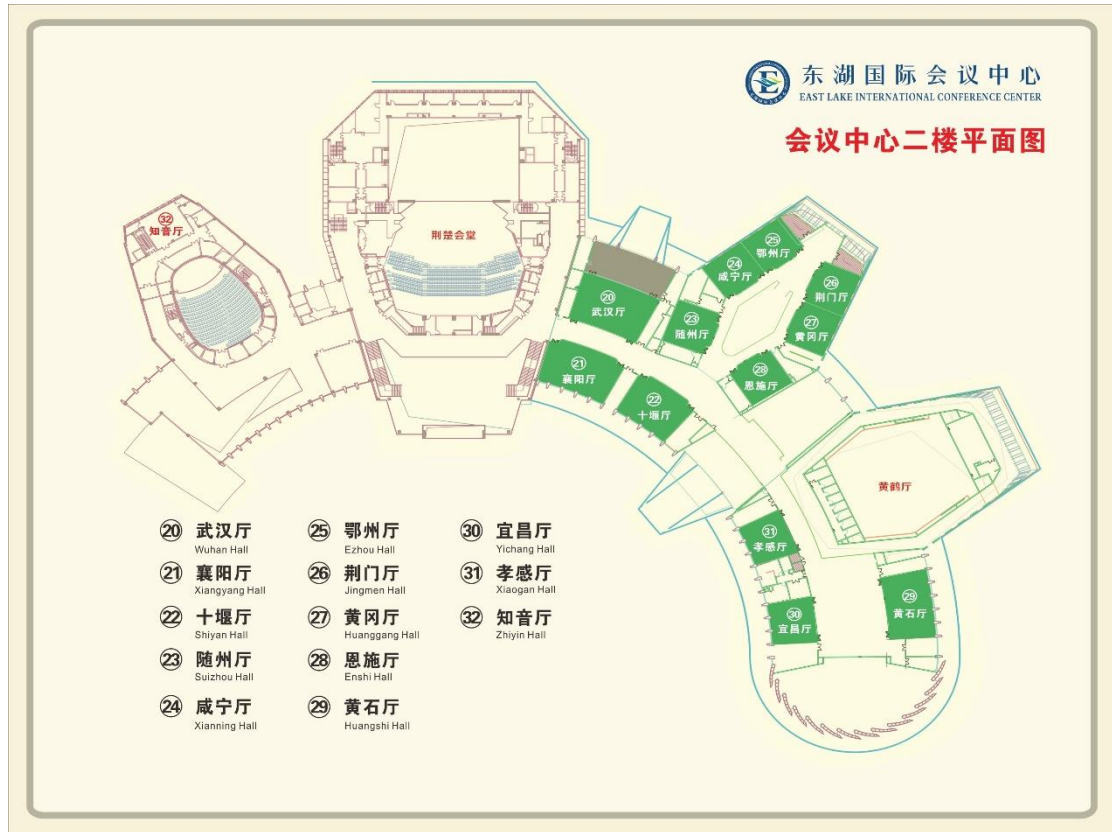 东湖国际会议中心
EAST LAKE INTERNATIONAL CONFERENCE CENTER
会议中心二楼平面图
㉜
知音厅
荆楚会堂
⑳
武汉厅
㉑
襄阳厅
㉒
十堰厅
㉓
随州厅
㉔
咸宁厅
㉕
鄂州厅
㉖
荆门厅
㉗
黄冈厅
㉘
恩施厅
黄鹤厅
㉛
孝感厅
㉚
宜昌厅
㉙
黄石厅
⑳ 武汉厅
Wuhan Hall
㉑ 襄阳厅
Xiangyang Hall
㉒ 十堰厅
Shiyan Hall
㉓ 随州厅
Suizhou Hall
㉔ 咸宁厅
Xianning Hall
㉕ 鄂州厅
Ezhou Hall
㉖ 荆门厅
Jingmen Hall
㉗ 黄冈厅
Huanggang Hall
㉘ 恩施厅
Enshi Hall
㉙ 黄石厅
Huangshi Hall
㉚ 宜昌厅
Yichang Hall
㉛ 孝感厅
Xiaogan Hall
㉜ 知音厅
Zhiyin Hall